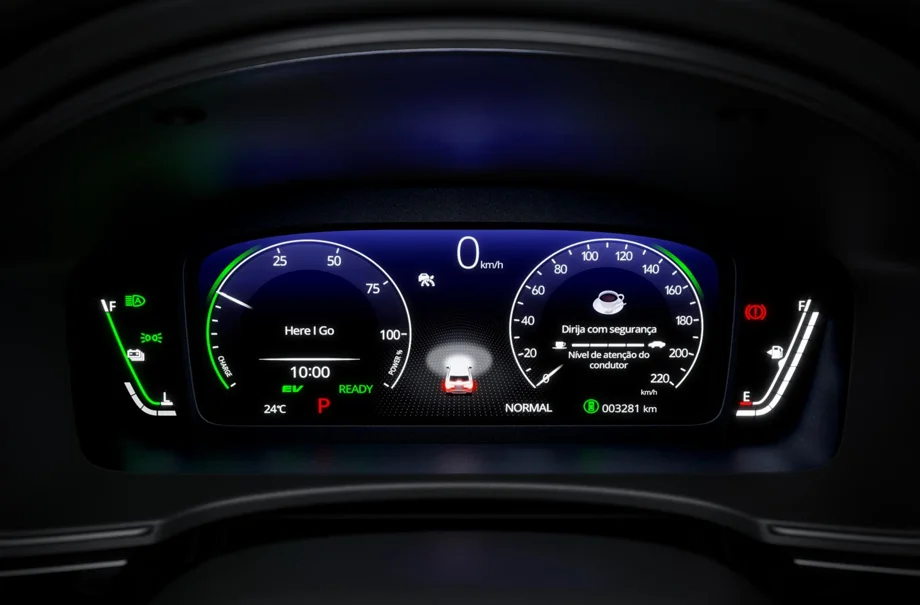 0 km/h
25
50
75
100
POWER %
CHARGE
Here I Go
10:00
EV
READY
24°C
P
F
A
L
0
20
40
60
80
100
120
140
160
180
200
220
km/h
Dirija com segurança
Nível de atenção do
condutor
NORMAL
003281 km
F
E